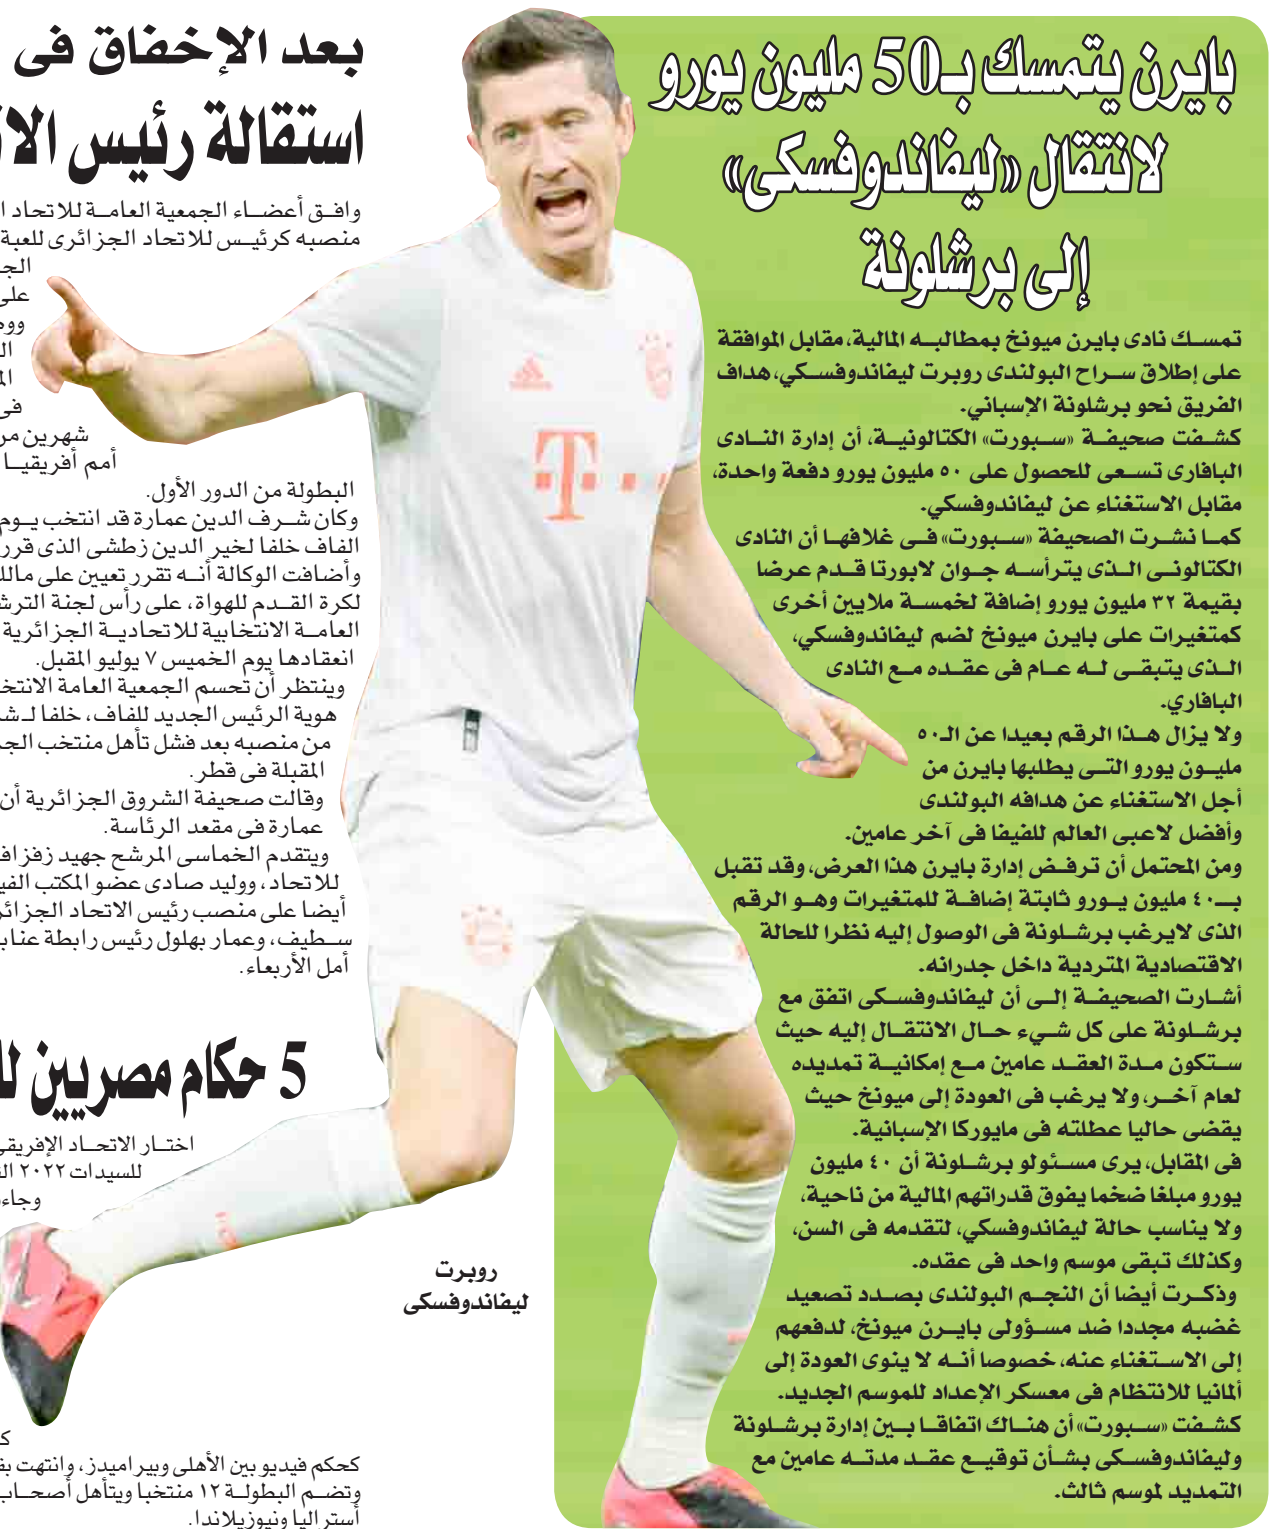 بايرن يتمسك بـ50 مليون يورو
لانتقال «ليفاندوفسكى»
إلى برشلونة
تمسك نادى بايرن ميونخ بمطالبه المالية، مقابل الموافقة
على إطلاق سراح البولندى روبرت ليفاندوفسكي، هداف
الفريق نحو برشلونة الإسباني.
كشفت صحيفة «سبورت» الكتالونية، أن إدارة النادى
البافارى تسعى للحصول على ٥٠ مليون يورو دفعة واحدة،
مقابل الاستغناء عن ليفاندوفسكي.
كما نشرت الصحيفة «سبورت» فى غلافها أن النادى
الكتالونى الذى يترأسه جوان لابورتا قدم عرضا
بقيمة ٣٢ مليون يورو إضافة لخمسة ملايين أخرى
كمتغيرات على بايرن ميونخ لضم ليفاندوفسكي،
الذى يتبقى له عام فى عقده مع النادى
البافاري.
ولا يزال هذا الرقم بعيدا عن الـ٥٠
مليون يورو التى يطلبها بايرن من
أجل الاستغناء عن هدافه البولندى
وأفضل لاعبى العالم للفيفا فى آخر عامين.
ومن المحتمل أن ترفض إدارة بايرن هذا العرض، وقد تقبل
بـ٤٠ مليون يورو ثابتة إضافة للمتغيرات وهو الرقم
الذى لايرغب برشلونة فى الوصول إليه نظرا للحالة
الاقتصادية المتردية داخل جدرانه.
أشارت الصحيفة إلى أن ليفاندوفسكى اتفق مع
برشلونة على كل شيء حال الانتقال إليه حيث
ستكون مدة العقد عامين مع إمكانية تمديده
لعام آخر، ولا يرغب فى العودة إلى ميونخ حيث
يقضى حاليا عطلته فى مايوركا الإسبانية.
فى المقابل، يرى مسئولو برشلونة أن ٤٠ مليون
يورو مبلغا ضخما يفوق قدراتهم المالية من ناحية،
ولا يناسب حالة ليفاندوفسكي، لتقدمه فى السن،
وكذلك تبقى موسم واحد فى عقده.
وذكرت أيضا أن النجم البولندى بصدد تصعيد
غضبه مجددا ضد مسؤولى بايرن ميونخ، لدفعهم
إلى الاستغناء عنه، خصوصا أنه لا ينوى العودة إلى
ألمانيا للانتظام فى معسكر الإعداد للموسم الجديد.
كشفت «سبورت» أن هناك اتفاقا بين إدارة برشلونة
وليفاندوفسكى بشأن توقيع عقد مدته عامين مع
التمديد لموسم ثالث.
روبرت
ليفاندوفسكى
بعد الإخفاق فى
استقالة رئيس
وافق أعضاء الجمعية العامة للاتحاد
منصبه كرئيس للاتحاد الجزائرى للعبة
على
فى
شهرين
أمم أفريقيا
البطولة من الدور الأول.
وكان شرف الدين عمارة قد انتخب يوم
الفاف خلفا لخير الدين زطشى الذى قرر
وأضافت الوكالة أنه تقرر تعيين على مالك
لكرة القدم للهواة، على رأس لجنة
العامة الانتخابية للاتحادية الجزائرية
انعقادها يوم الخميس ٧ يوليو المقبل.
وينتظر أن تحسم الجمعية العامة
هوية الرئيس الجديد للفاف، خلفا
من منصبه بعد فشل تأهل منتخب
المقبلة فى قطر.
وقالت صحيفة الشروق الجزائرية أن
عمارة فى مقعد الرئاسة.
ويتقدم الخماسى المرشح جهيد
للاتحاد، ووليد صادى عضو المكتب
أيضا على منصب رئيس الاتحاد
سطيف، وعمار بهلول رئيس رابطة
أمل الأربعاء.
5 حكام مصريين
اختار الاتحاد الإفريقى
للسيدات ٢٠٢٢
كحكم فيديو بين الأهلى وبيراميدز، وانتهت
وتضم البطولة ١٢ منتخبا ويتأهل
أستراليا ونيوزيلاندا.